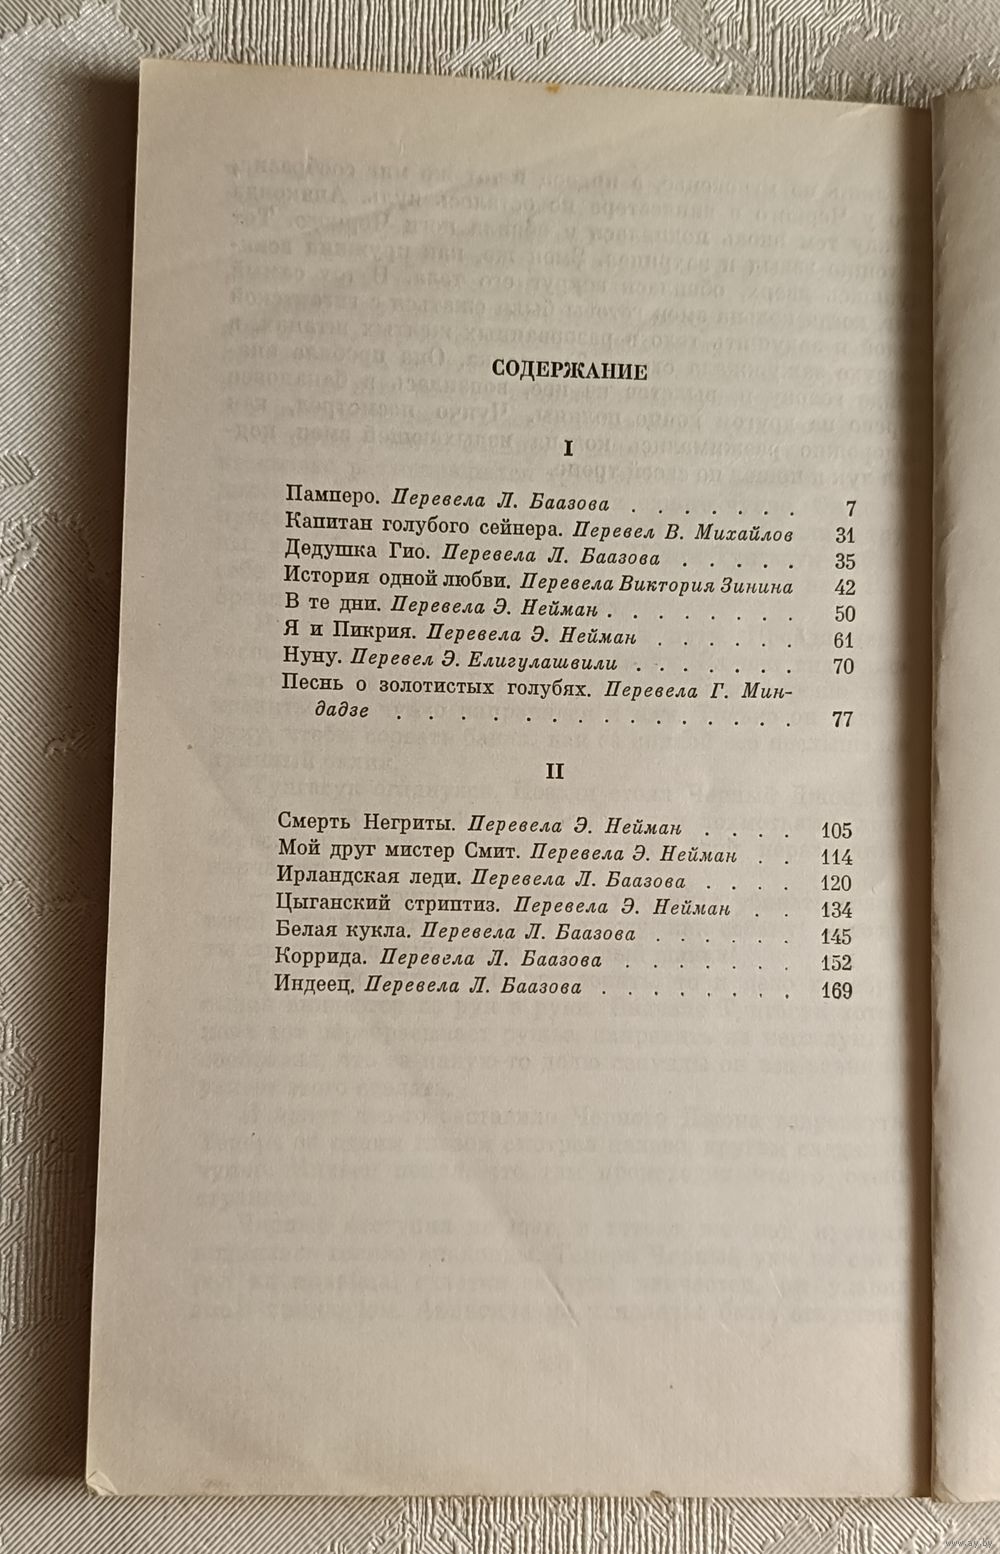 СОДЕРЖАНИЕ
I
Памперо. Перевела Л. Баазова . . . . . . . 7
Капитан голубого сейнера. Перевел В. Михайлов 31
Дедушка Гио. Перевела Л. Баазова . . . . . 35
История одной любви. Перевела Виктория Зинина 42
В те дни. Перевела Э. Нейман . . . . . . . 50
Я и Пикрия. Перевела Э. Нейман . . . . . 61
Нуну. Перевел Э. Елигулашвили . . . . . . 70
Песнь о золотистых голубях. Перевела Г. Мин-
дадзе . . . . . . . . . . . . . 77
II
Смерть Негриты. Перевела Э. Нейман . . . . 105
Мой друг мистер Смит. Перевела Э. Нейман . . 114
Ирландская леди. Перевела Л. Баазова . . . . 120
Цыганский стриптиз. Перевела Э. Нейман . . 134
Белая кукла. Перевела Л. Баазова . . . . . 145
Коррида. Перевела Л. Баазова . . . . . . 152
Индеец. Перевела Л. Баазова . . . . . . . 169
www.ay.by